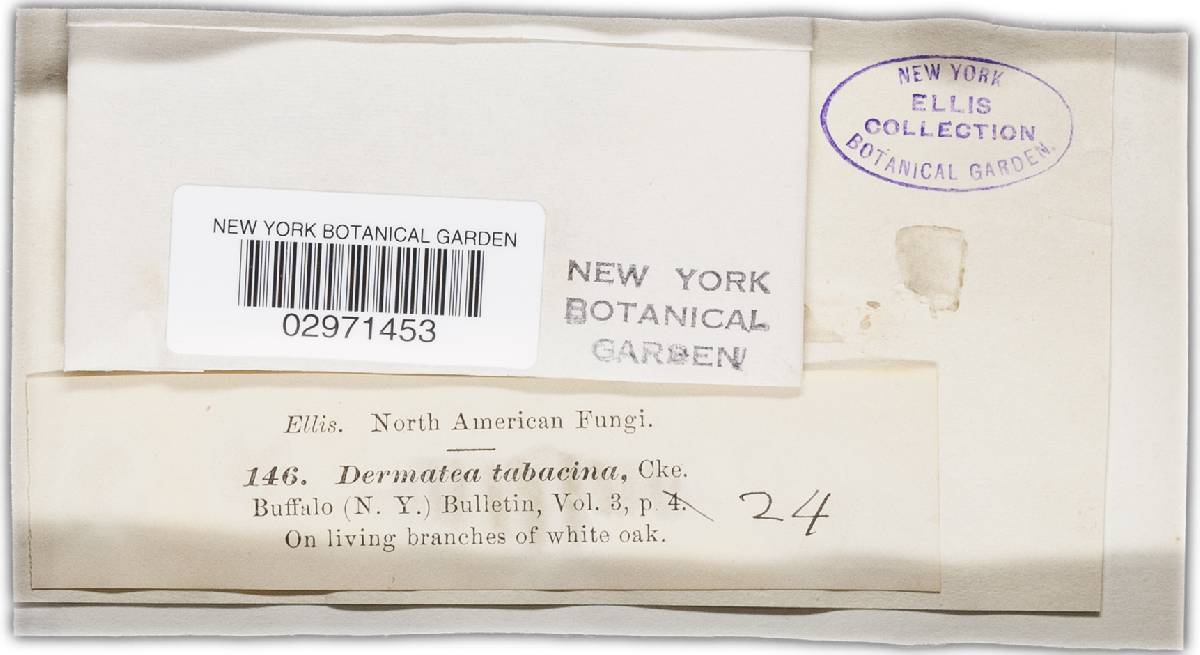 NEW YORK
ELLIS
COLLECTION
BOTANICAL GARDEN.
NEW YORK BOTANICAL GARDEN
02971453
NEW YORK
BOTANICAL
GARDEN
Ellis. North American Fungi.
146. Dermatea tabacina, Cke.
Buffalo (N. Y.) Bulletin, Vol. 3, p. 4. 24
On living branches of white oak.